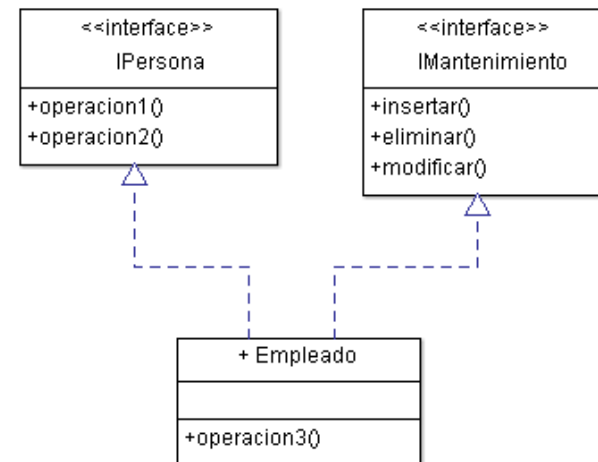 <<interface>>
IPersona
+operacion1()
+operacion2()
<<interface>>
IMantenimiento
+insertar()
+eliminar()
+modificar()
+ Empleado
+operacion3()